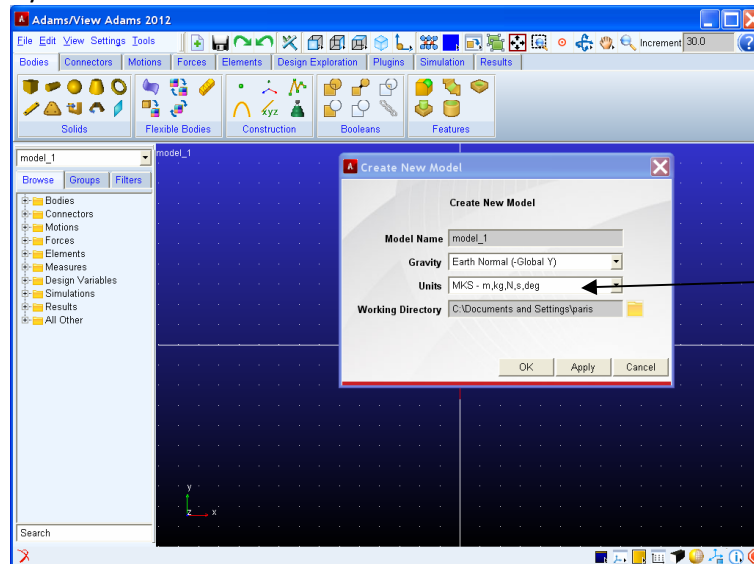 Adams/View Adams 2012
File Edit View Settings Tools
Increment 30.0
Bodies Connectors Motions Forces Elements Design Exploration Plugins Simulation Results
xyz
Solids Flexible Bodies Construction Booleans Features
model_1
Browse Groups Filters
Bodies
Connectors
Motions
Forces
Elements
Measures
Design Variables
Simulations
Results
All Other
Search
model_1
Create New Model
Create New Model
Model Name model_1
Gravity Earth Normal (-Global Y)
Units MKS - m,kg,N,s,deg
Working Directory C:\Documents and Settings\paris
OK Apply Cancel
y
z x